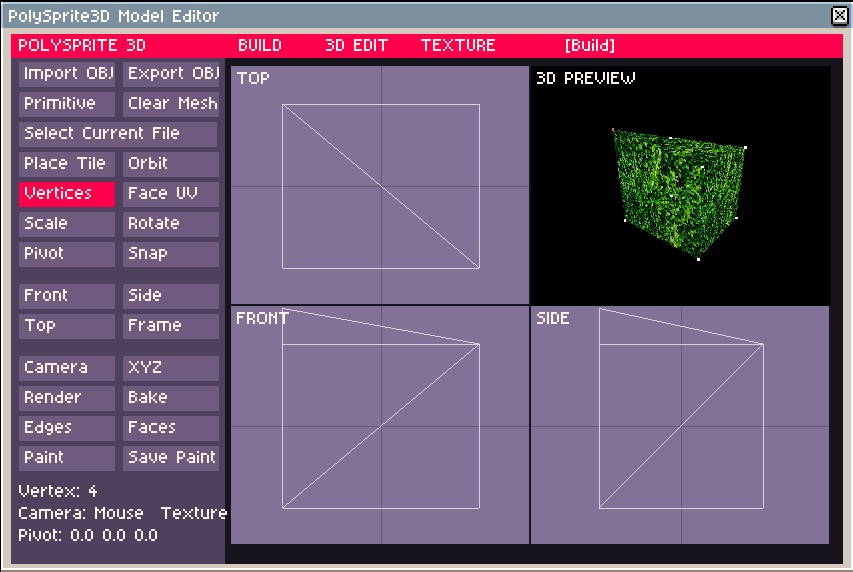 PolySprite3D Model Editor
POLYSPRITE 3D BUILD 3D EDIT TEXTURE [Build]
Import OBJ Export OBJ
Primitive Clear Mesh
Select Current File
Place Tile Orbit
Vertices Face UV
Scale Rotate
Pivot Snap
Front Side
Top Frame
Camera XYZ
Render Bake
Edges Faces
Paint Save Paint
Vertex: 4
Camera: Mouse Texture
Pivot: 0.0 0.0 0.0
TOP
3D PREVIEW
FRONT
SIDE